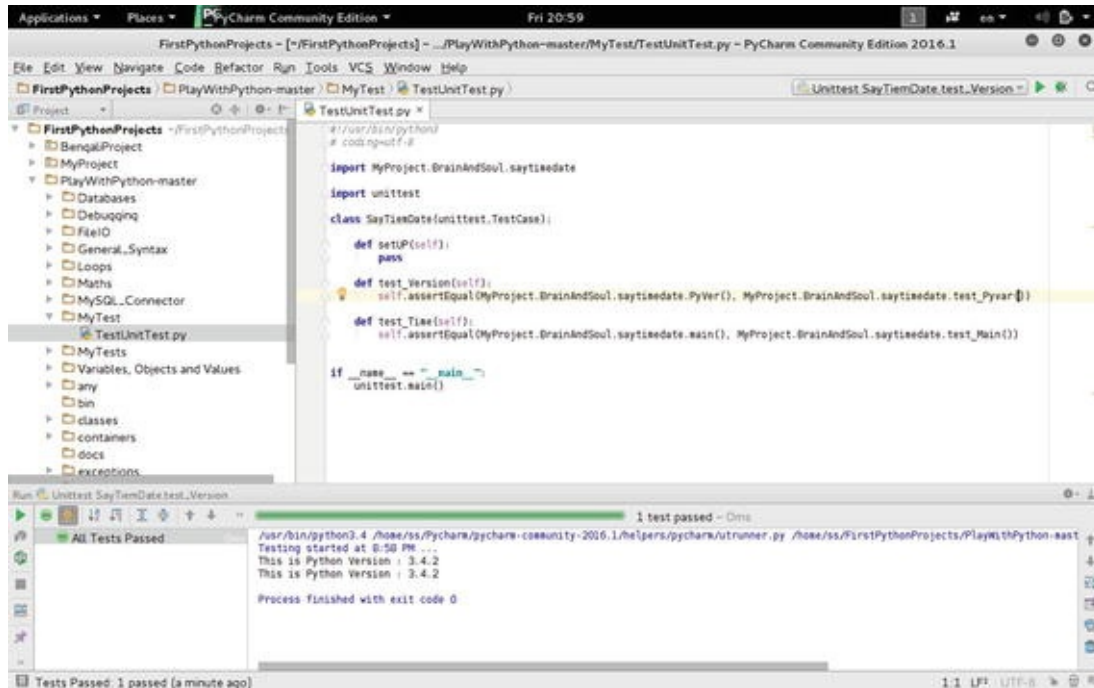 Applications Places PyCharm Community Edition Fri 20:59 1 en
FirstPythonProjects - [~/FirstPythonProjects] - .../PlayWithPython-master/MyTest/TestUnitTest.py - PyCharm Community Edition 2016.1
File Edit View Navigate Code Refactor Run Tools VCS Window Help
FirstPythonProjects PlayWithPython-master MyTest TestUnitTest.py Unittest SayTiemDate.test_Version
Project TestUnitTest.py
FirstPythonProjects ~/FirstPythonProjects
BengaliProject
MyProject
PlayWithPython-master
Databases
Debugging
FileIO
General_Syntax
Loops
Maths
MySQL_Connector
MyTest
TestUnitTest.py
MyTests
Variables, Objects and Values
any
bin
classes
containers
docs
exceptions
#!/usr/bin/python3
# coding=utf-8
import MyProject.BrainAndSoul.saytimedate
import unittest
class SayTiemDate(unittest.TestCase):
def setUP(self):
pass
def test_Version(self):
self.assertEqual(MyProject.BrainAndSoul.saytimedate.PyVer(), MyProject.BrainAndSoul.saytimedate.test_Pyvar())
def test_Time(self):
self.assertEqual(MyProject.BrainAndSoul.saytimedate.main(), MyProject.BrainAndSoul.saytimedate.test_Main())
if __name__ == "__main__":
unittest.main()
Run Unittest SayTiemDate.test_Version
1 test passed - 0ms
All Tests Passed
/usr/bin/python3.4 /home/ss/Pycharm/pycharm-community-2016.1/helpers/pycharm/utrunner.py /home/ss/FirstPythonProjects/PlayWithPython-mast
Testing started at 8:58 PM ...
This is Python Version : 3.4.2
This is Python Version : 3.4.2
Process finished with exit code 0
Tests Passed: 1 passed (a minute ago) 1:1 LF UTF-8